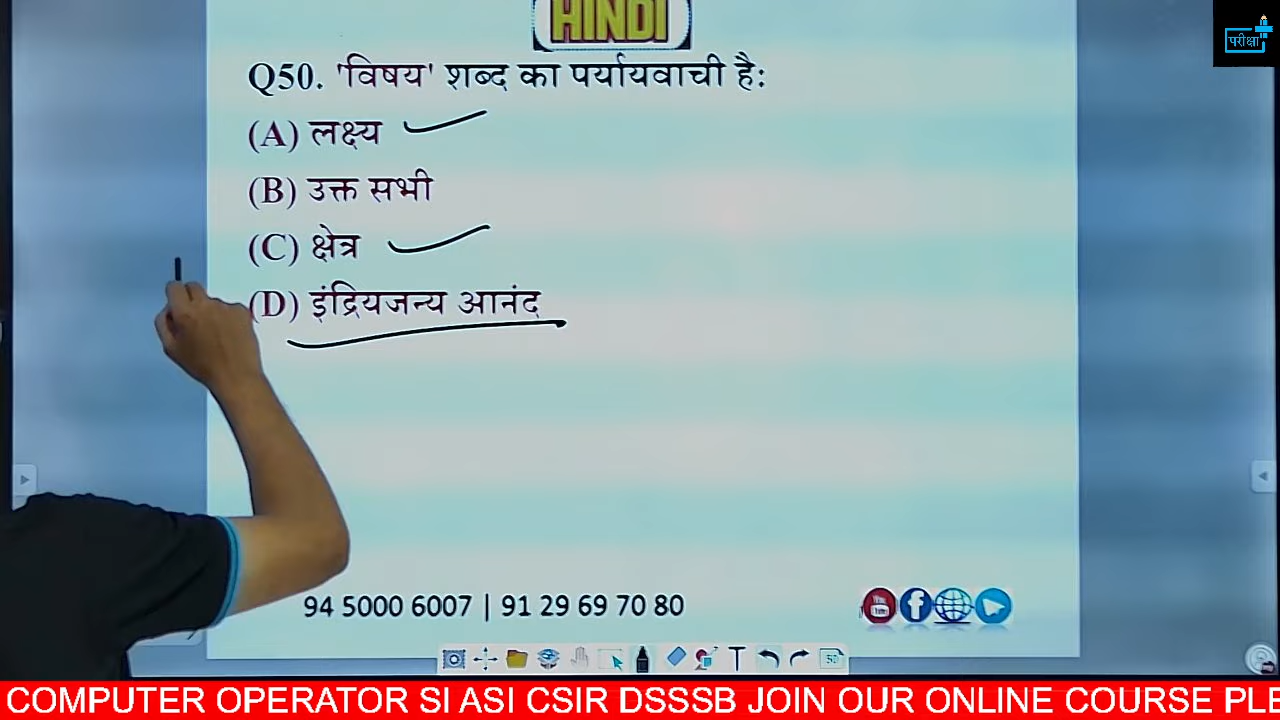 HINDI
परीक्षा
Q50. 'विषय' शब्द का पर्यायवाची है:
(A) लक्ष्य
(B) उक्त सभी
(C) क्षेत्र
(D) इंद्रियजन्य आनंद
94 5000 6007 | 91 29 69 70 80
COMPUTER OPERATOR SI ASI CSIR DSSSB JOIN OUR ONLINE COURSE PLE